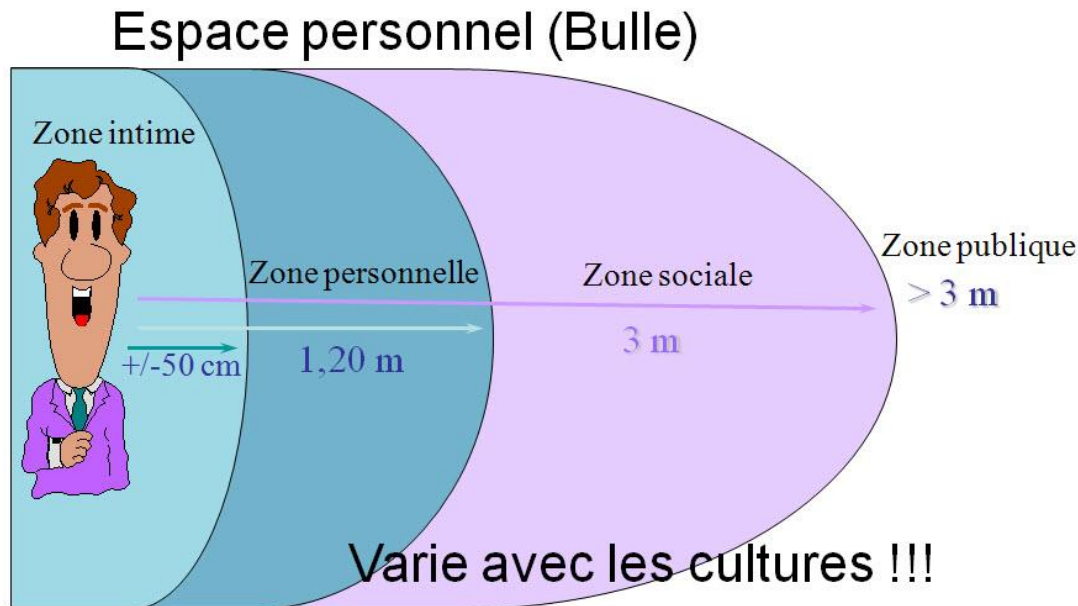 Espace personnel (Bulle)
Zone intime
Zone personnelle
Zone sociale
Zone publique
> 3 m
+/-50 cm
1,20 m
3 m
Varie avec les cultures !!!